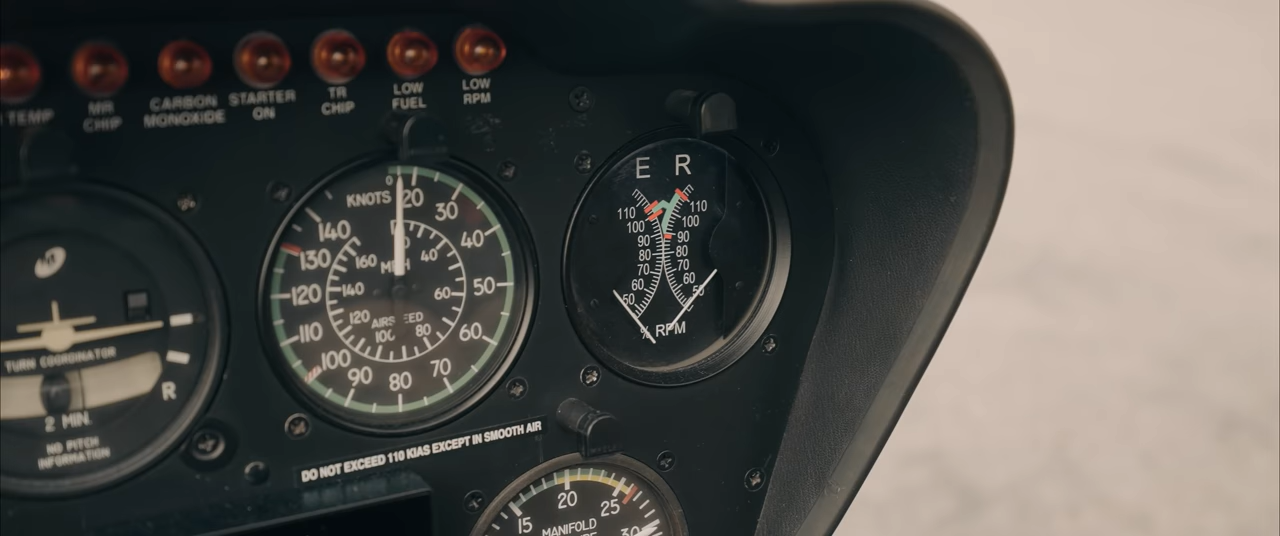 TEMP
MR
CHIP
CARBON
MONOXIDE
STARTER
ON
TR
CHIP
LOW
FUEL
LOW
RPM
TURN COORDINATOR
R
2 MIN.
NO PITCH
INFORMATION
KNOTS
0
20
30
40
50
60
70
80
90
100
110
120
130
140
MPH
40
60
80
100
120
140
160
AIRSPEED
E R
110 110
100 100
90 90
80 80
70 70
60 60
50 50
% RPM
DO NOT EXCEED 110 KIAS EXCEPT IN SMOOTH AIR
15
20
25
30
MANIFOLD